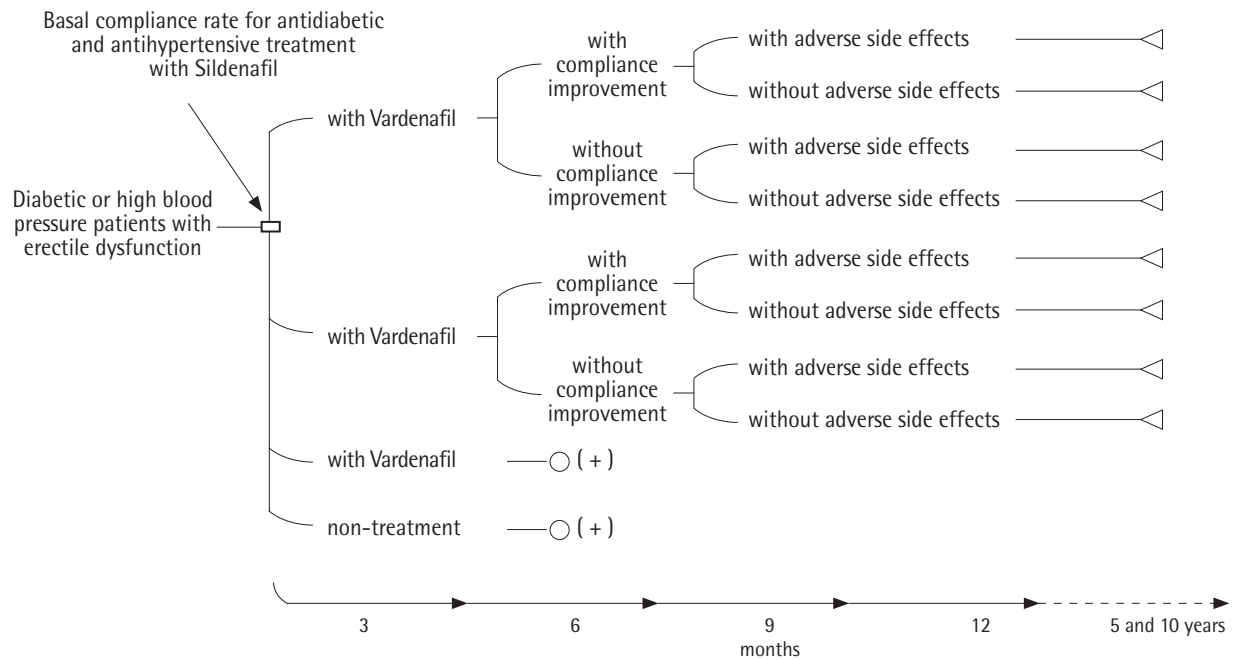 Basal compliance rate for antidiabetic
and antihypertensive treatment
with Sildenafil
Diabetic or high blood
pressure patients with
erectile dysfunction
with Vardenafil
with
compliance
improvement
with adverse side effects
without adverse side effects
without
compliance
improvement
with adverse side effects
without adverse side effects
with Vardenafil
with
compliance
improvement
with adverse side effects
without adverse side effects
without
compliance
improvement
with adverse side effects
without adverse side effects
with Vardenafil
( + )
non-treatment
( + )
3 6 9 12 5 and 10 years
months